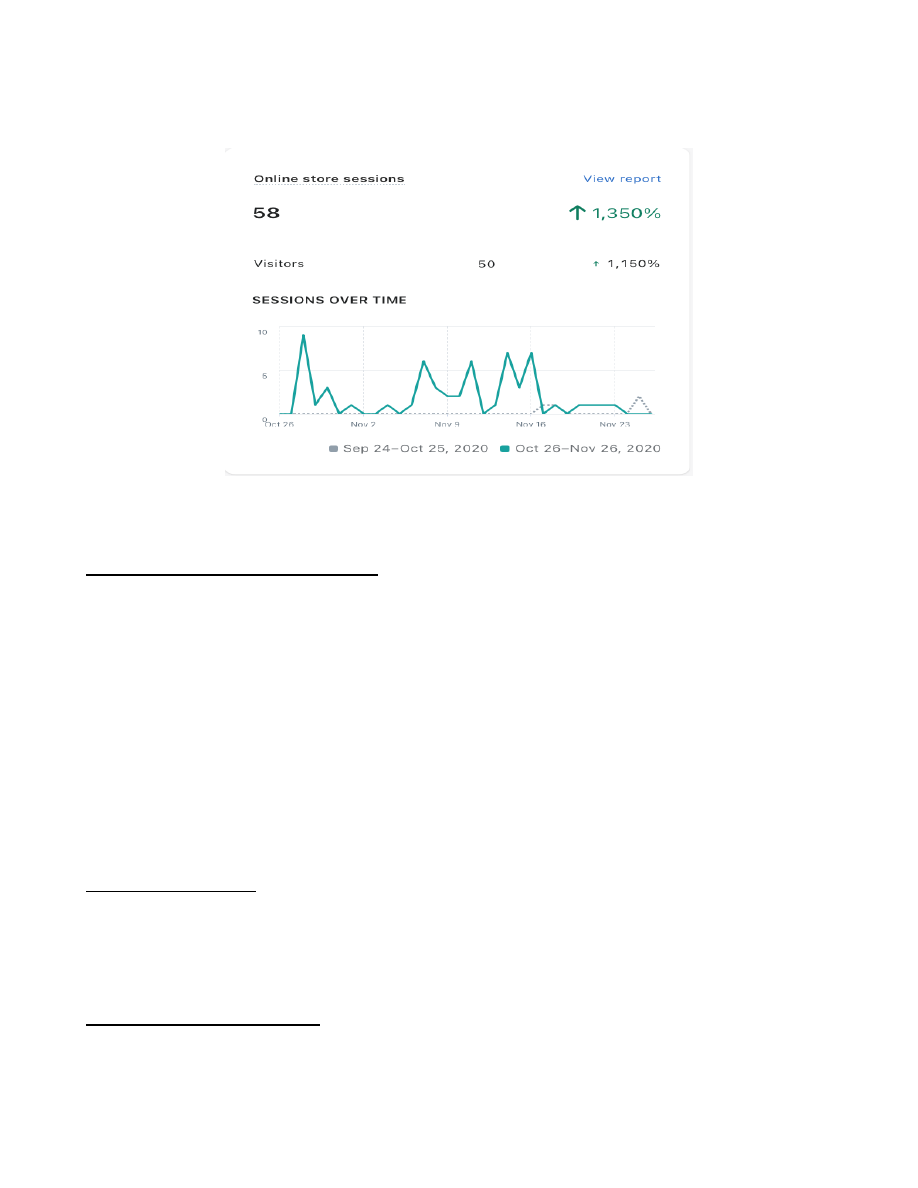 Online store sessions View report
58 ↑ 1,350%
Visitors 50 ↑ 1,150%
SESSIONS OVER TIME
10
5
0
Oct 26 Nov 2 Nov 9 Nov 16 Nov 23
Sep 24–Oct 25, 2020 Oct 26–Nov 26, 2020